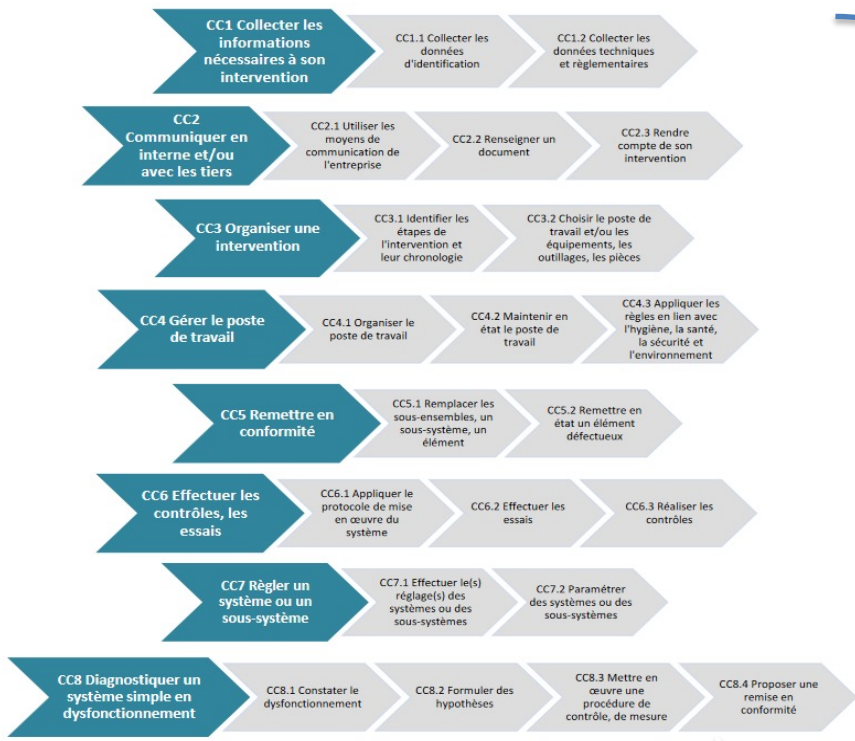 CC1 Collecter les
informations
nécessaires à son
intervention
CC1.1 Collecter les
données
d'identification
CC1.2 Collecter les
données techniques
et règlementaires
CC2
Communiquer en
interne et/ou
avec les tiers
CC2.1 Utiliser les
moyens de
communication de
l'entreprise
CC2.2 Renseigner un
document
CC2.3 Rendre
compte de son
intervention
CC3 Organiser une
intervention
CC3.1 Identifier les
étapes de
l'intervention et
leur chronologie
CC3.2 Choisir le poste de
travail et/ou les
équipements, les
outillages, les pièces
CC4 Gérer le poste
de travail
CC4.1 Organiser le
poste de travail
CC4.2 Maintenir en
état le poste de
travail
CC4.3 Appliquer les
règles en lien avec
l'hygiène, la santé,
la sécurité et
l'environnement
CC5 Remettre en
conformité
CC5.1 Remplacer les
sous-ensembles, un
sous-système, un
élément
CC5.2 Remettre en
état un élément
défectueux
CC6 Effectuer les
contrôles, les
essais
CC6.1 Appliquer le
protocole de mise
en œuvre du
système
CC6.2 Effectuer les
essais
CC6.3 Réaliser les
contrôles
CC7 Règler un
système ou un
sous-système
CC7.1 Effectuer le(s)
réglage(s) des
systèmes ou des
sous-systèmes
CC7.2 Paramétrer
des systèmes ou des
sous-systèmes
CC8 Diagnostiquer un
système simple en
dysfonctionnement
CC8.1 Constater le
dysfonctionnement
CC8.2 Formuler des
hypothèses
CC8.3 Mettre en
œuvre une
procédure de
contrôle, de mesure
CC8.4 Proposer une
remise en
conformité